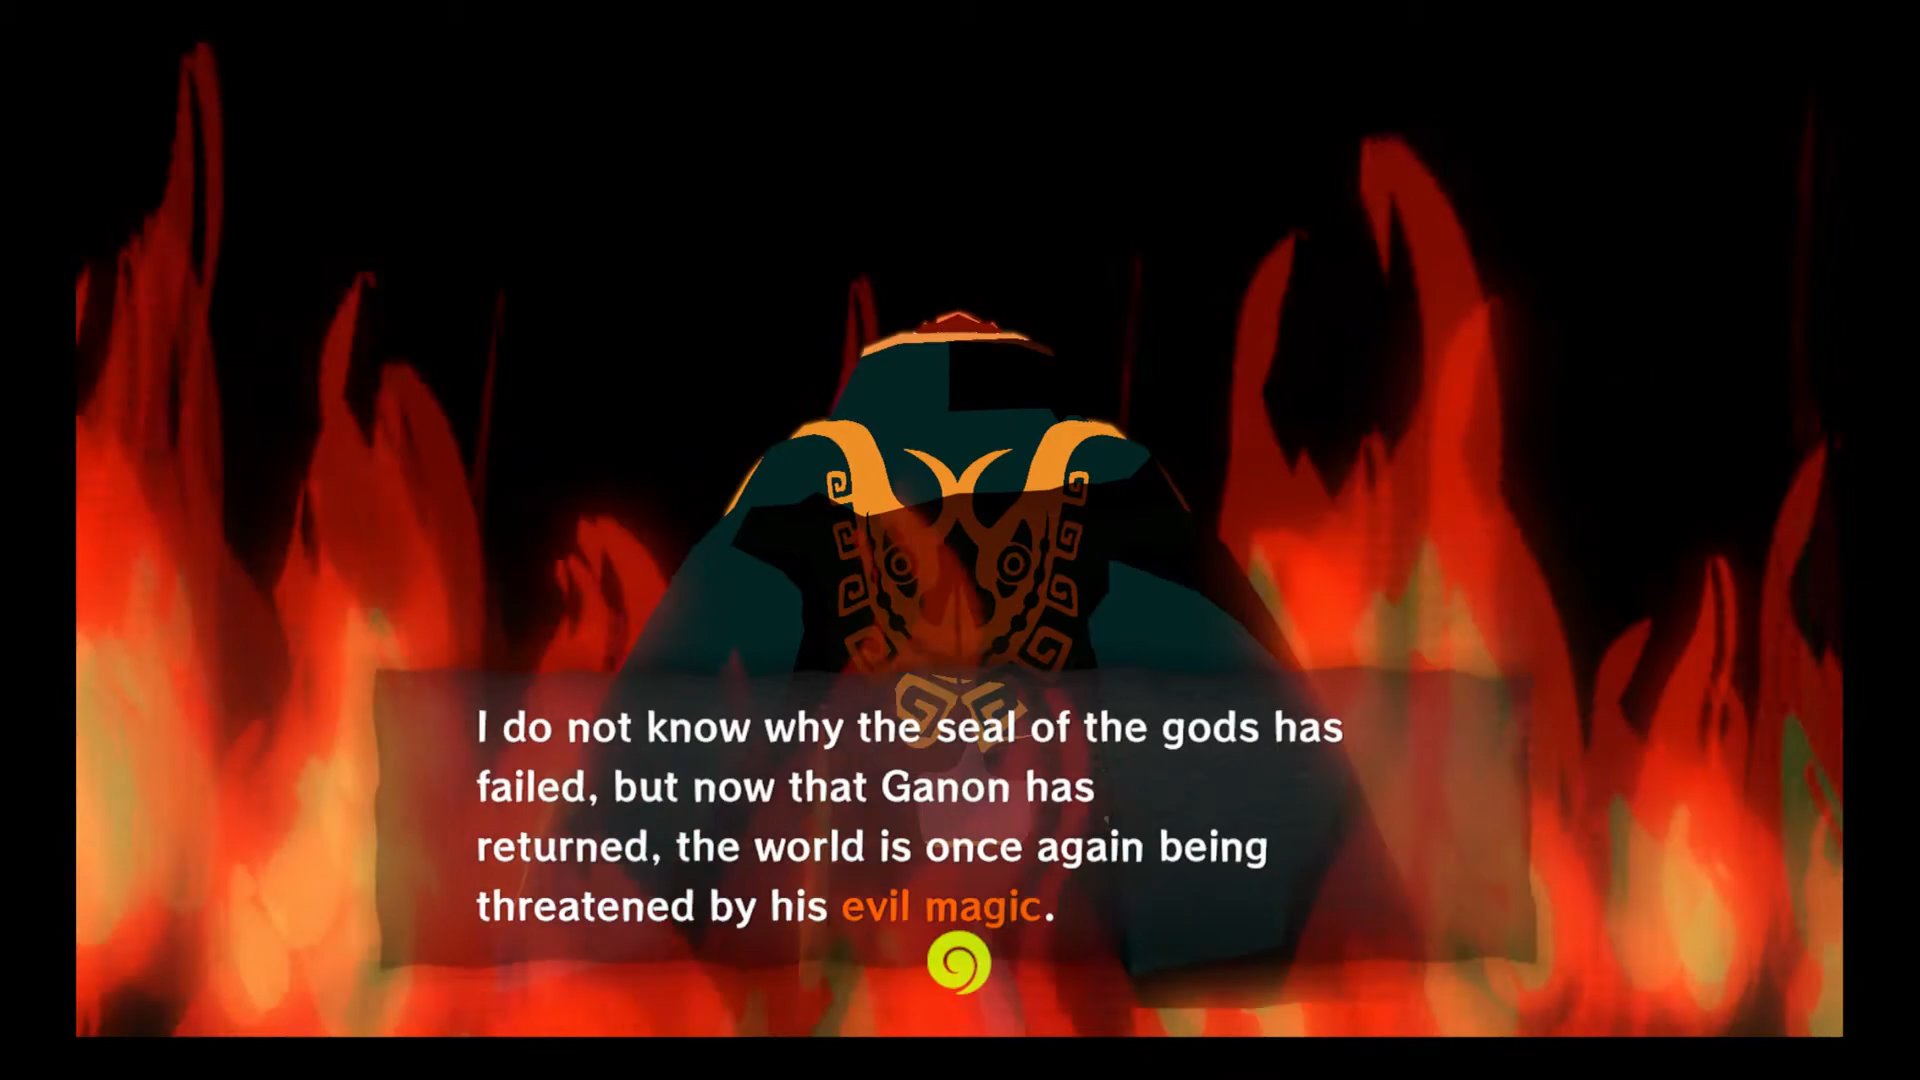 I do not know why the seal of the gods has
failed, but now that Ganon has
returned, the world is once again being
threatened by his evil magic.